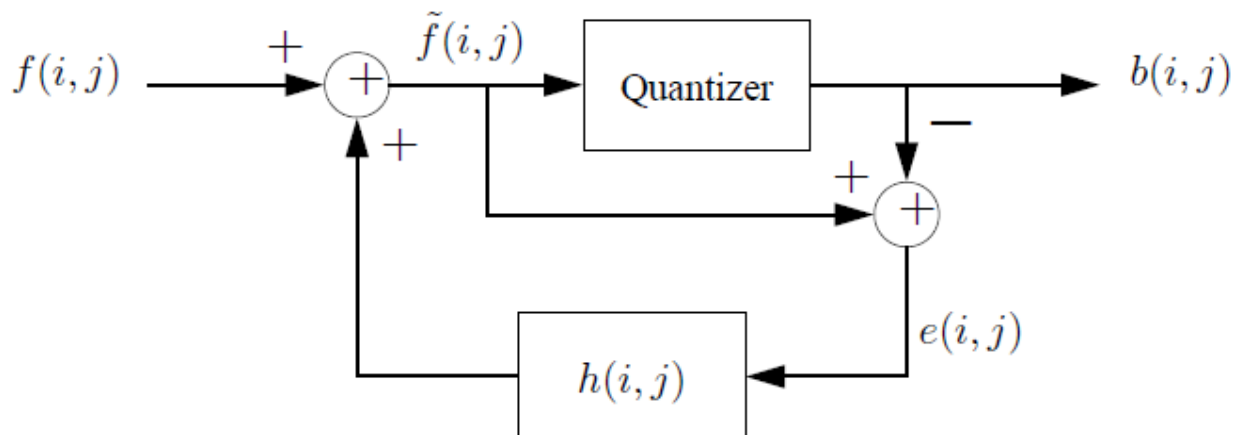 +
f̃(i, j)
f(i, j)
+
Quantizer
b(i, j)
+
−
+
+
e(i, j)
h(i, j)